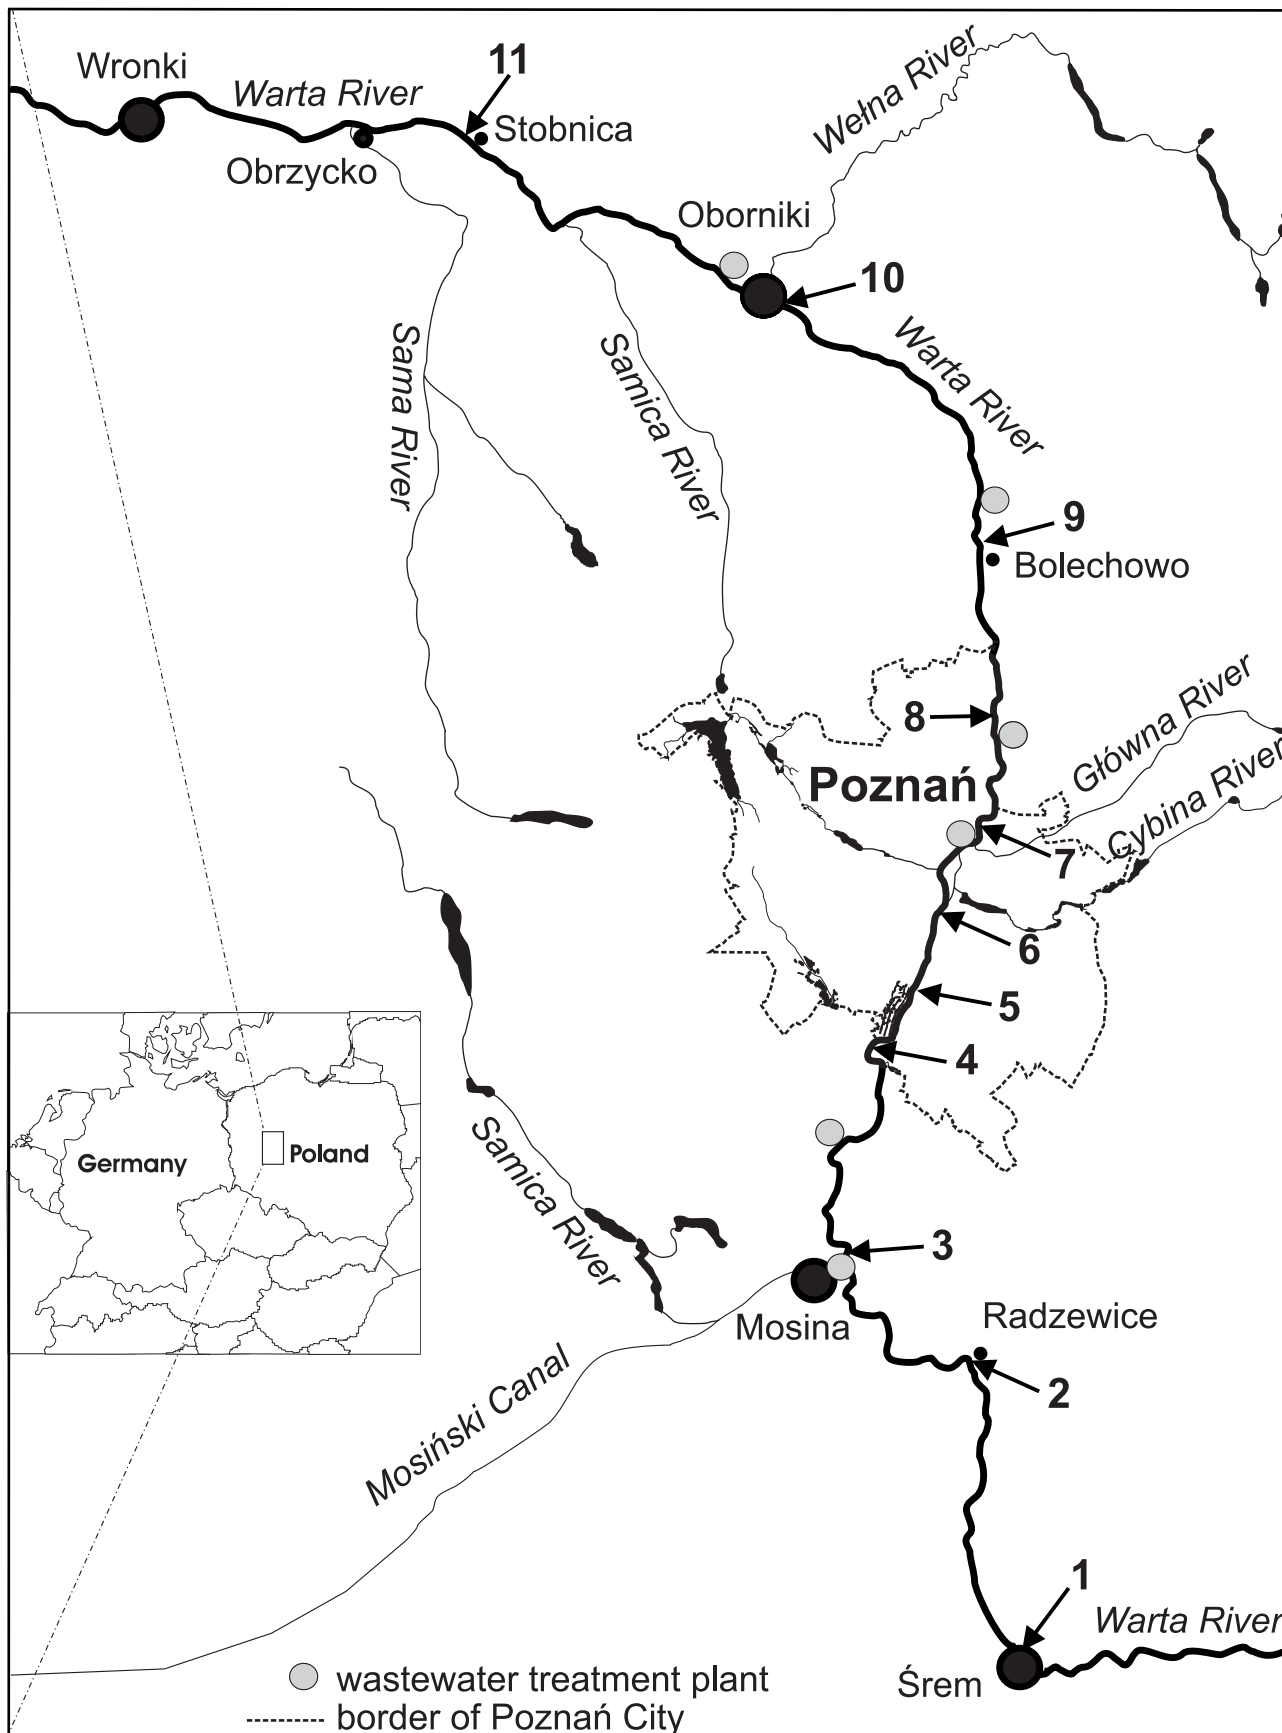 11
Wronki
Warta River
Wełna River
Stobnica
Obrzycko
Oborniki
10
Sama River
Samica River
Warta River
9
Bolechowo
8
Główna River
Poznań
Cybina River
7
6
5
4
Germany
Poland
Samica River
3
Mosina
Radzewice
2
Mosiński Canal
1
Warta River
Śrem
wastewater treatment plant
border of Poznań City